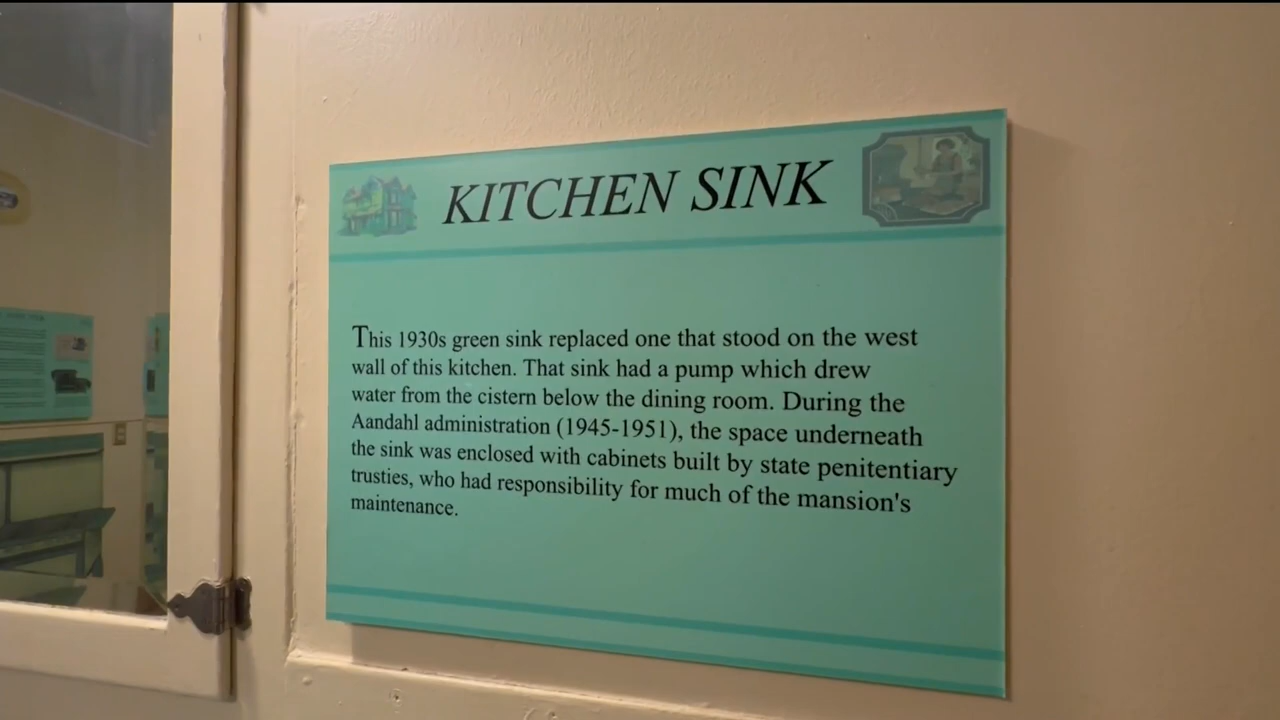 KITCHEN SINK
This 1930s green sink replaced one that stood on the west
wall of this kitchen. That sink had a pump which drew
water from the cistern below the dining room. During the
Aandahl administration (1945-1951), the space underneath
the sink was enclosed with cabinets built by state penitentiary
trusties, who had responsibility for much of the mansion's
maintenance.